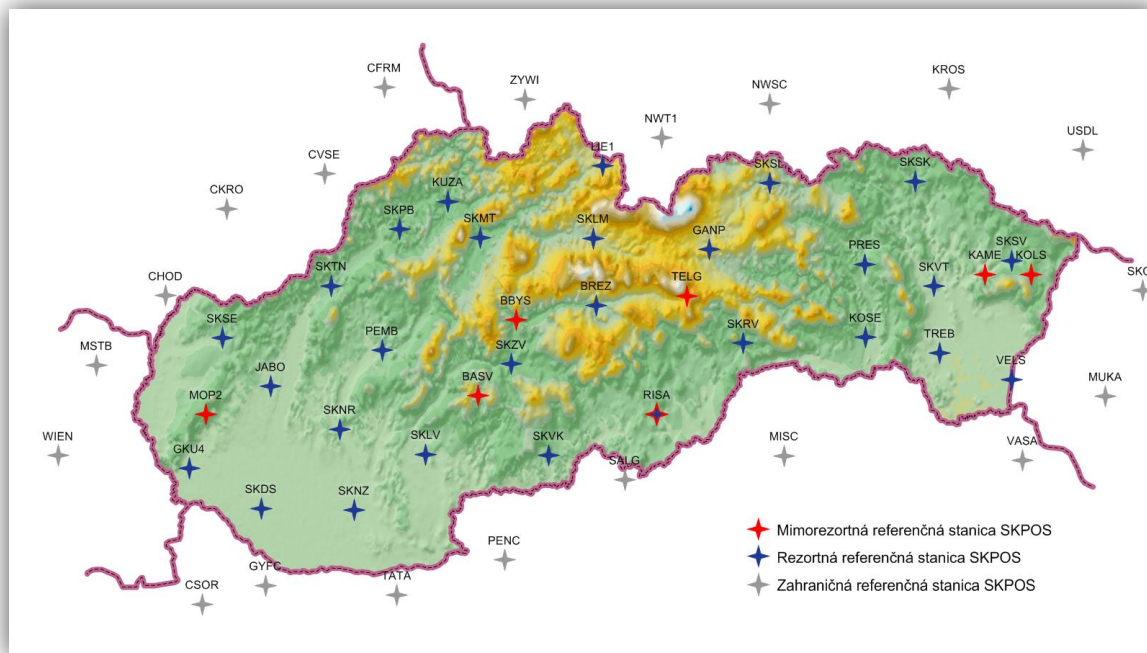 CFRM
ZYWI
KROS
NWSC
NWT1
USDL
CVSE
LIE1
SKSL
SKSK
KUZA
CKRO
SKPB
SKMT
SKLM
GANP
PRES
SKSV
KAME
KOLS
SKTN
SKVT
CHOD
TELG
BREZ
BBYS
SKSE
PEMB
SKZV
SKRV
KOSE
TREB
MSTB
JABO
BASV
VELS
MUKA
MOP2
RISA
SKNR
WIEN
GKU4
SKLV
SKVK
SALG
MISC
VASA
SKDS
SKNZ
PENC
GYFC
TATA
CSOR
Mimorezortná referenčná stanica SKPOS
Rezortná referenčná stanica SKPOS
Zahraničná referenčná stanica SKPOS